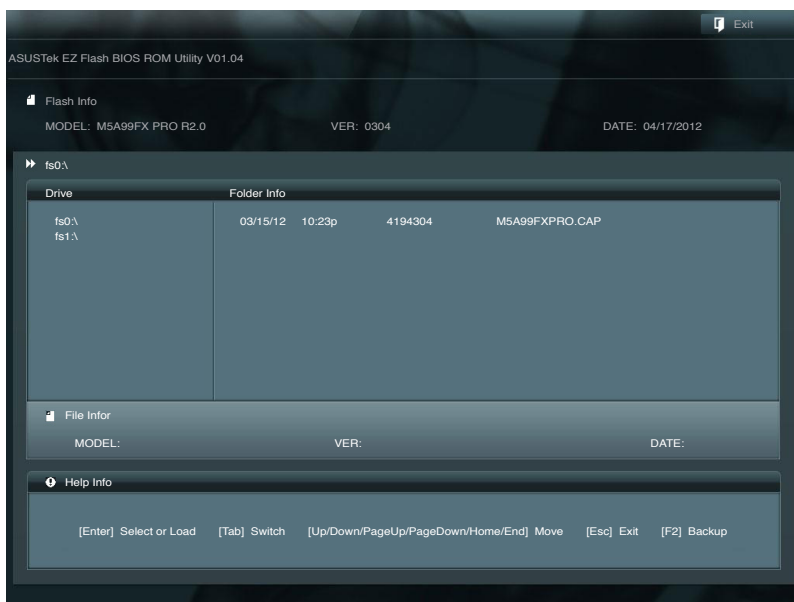 Exit
ASUSTek EZ Flash BIOS ROM Utility V01.04
Flash Info
MODEL: M5A99FX PRO R2.0 VER: 0304 DATE: 04/17/2012
fs0:\
Drive Folder Info
fs0:\ 03/15/12 10:23p 4194304 M5A99FXPRO.CAP
fs1:\
File Infor
MODEL: VER: DATE:
Help Info
[Enter] Select or Load [Tab] Switch [Up/Down/PageUp/PageDown/Home/End] Move [Esc] Exit [F2] Backup